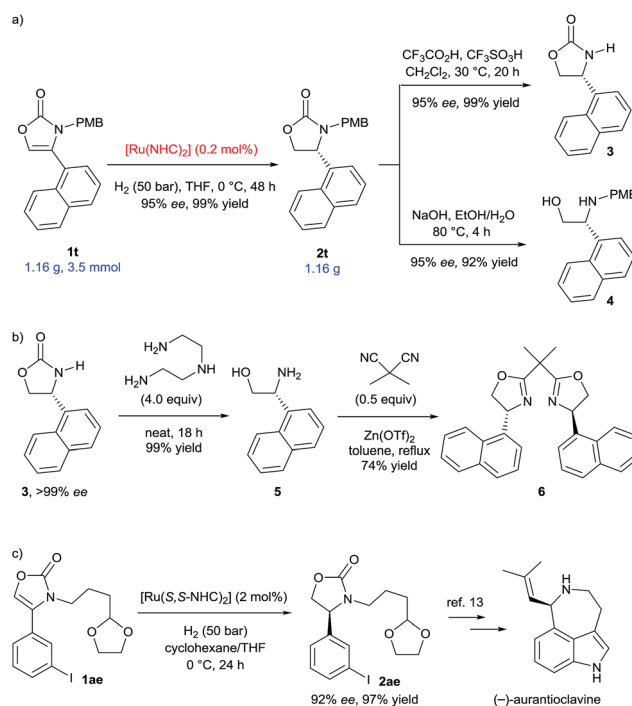 a)
O
O
N
PMB
1t
1.16 g, 3.5 mmol
[Ru(NHC)2] (0.2 mol%)
H2 (50 bar), THF, 0 °C, 48 h
95% ee, 99% yield
O
O
N
PMB
2t
1.16 g
CF3CO2H, CF3SO3H
CH2Cl2, 30 °C, 20 h
95% ee, 99% yield
O
O
N
H
3
NaOH, EtOH/H2O
80 °C, 4 h
95% ee, 92% yield
HO
HN
PMB
4
b)
O
O
N
H
3, >99% ee
NH2
N
H
NH2
(4.0 equiv)
neat, 18 h
99% yield
HO
NH2
5
NC
CN
(0.5 equiv)
Zn(OTf)2
toluene, reflux
74% yield
O
O
N
N
6
c)
O
O
N
O
O
I
1ae
[Ru(S,S-NHC)2] (2 mol%)
H2 (50 bar)
cyclohexane/THF
0 °C, 24 h
O
O
N
O
O
I
2ae
92% ee, 97% yield
ref. 13
H
N
N
H
(–)-aurantioclavine